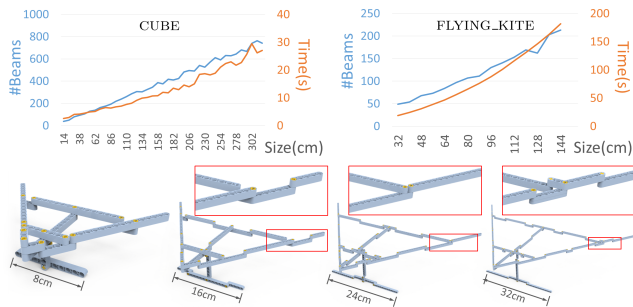 CUBE
#Beams
Time(s)
1000
800
600
400
200
0
40
30
20
10
0
14 38 62 86 110 134 158 182 206 230 254 278 302
Size(cm)
FLYING_KITE
#Beams
Time(s)
250
200
150
100
50
0
200
150
100
50
0
32 48 64 80 96 112 128 144
Size(cm)
8cm
16cm
24cm
32cm